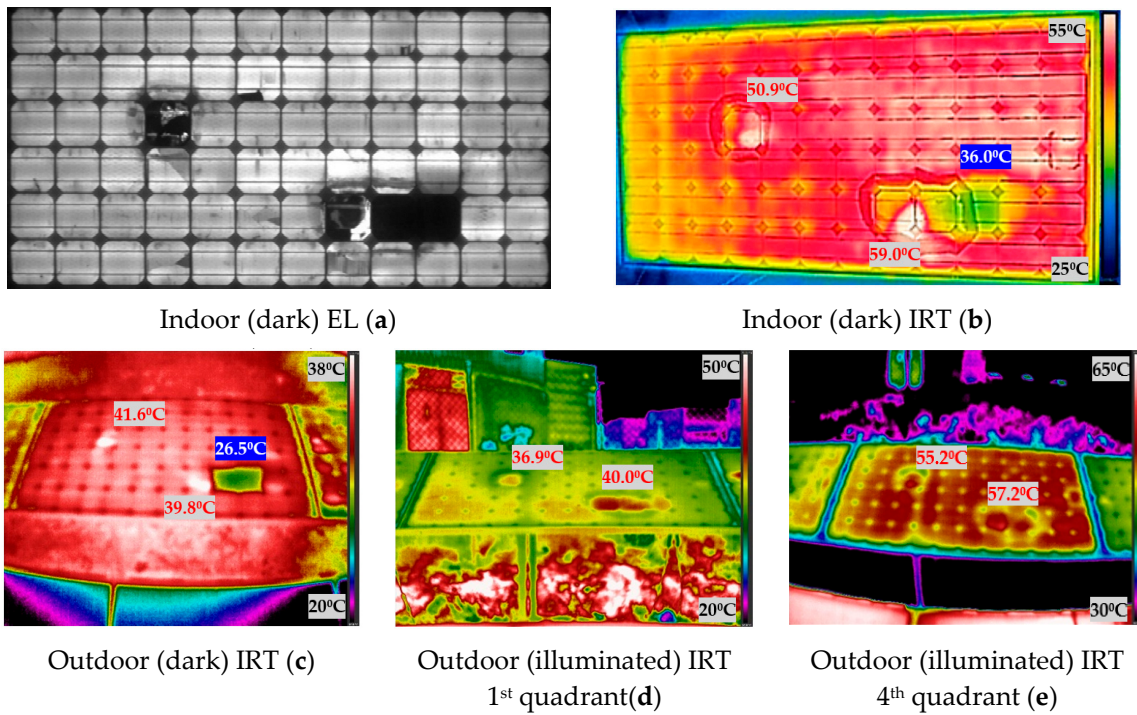 55⁰C
50.9⁰C
36.0⁰C
59.0⁰C
25⁰C
Indoor (dark) EL (a)
Indoor (dark) IRT (b)
38⁰C
41.6⁰C
26.5⁰C
39.8⁰C
20⁰C
50⁰C
36.9⁰C
40.0⁰C
20⁰C
65⁰C
55.2⁰C
57.2⁰C
30⁰C
Outdoor (dark) IRT (c)
Outdoor (illuminated) IRT
1st quadrant(d)
Outdoor (illuminated) IRT
4th quadrant (e)